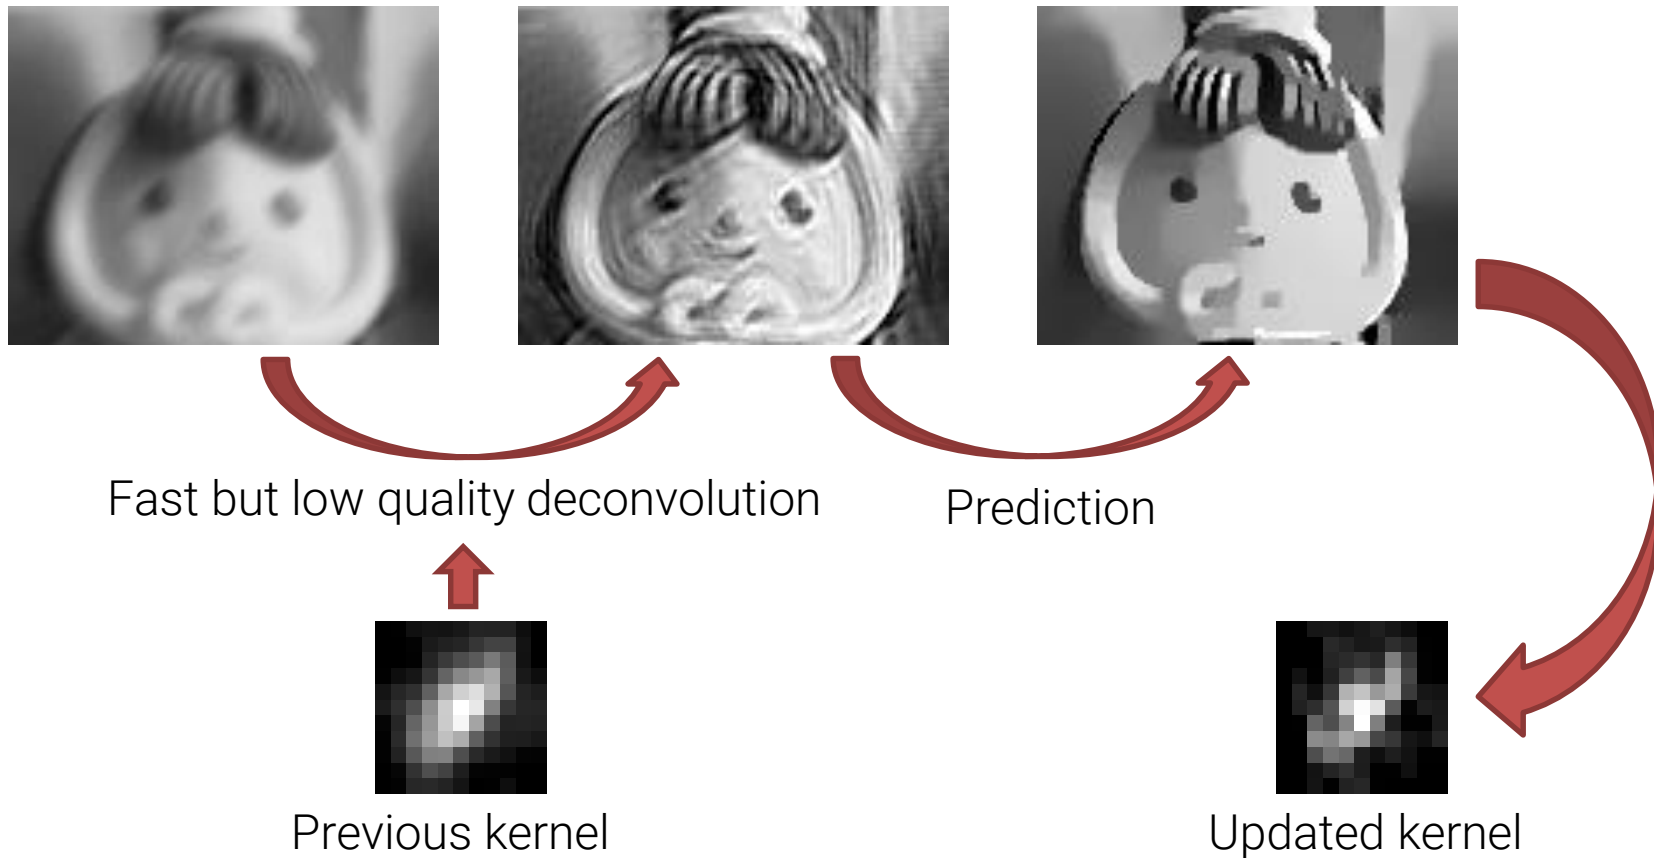 Fast but low quality deconvolution
Prediction
Previous kernel
Updated kernel